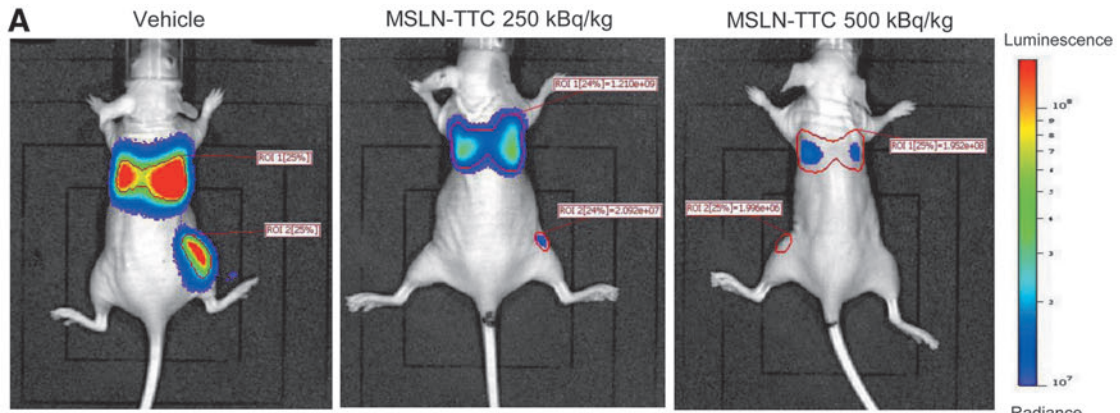 A
Vehicle
MSLN-TTC 250 kBq/kg
MSLN-TTC 500 kBq/kg
Luminescence
ROI 1[25%]
ROI 2[25%]
ROI 1[24%]=1.210e+09
ROI 2[24%]=2.092e+07
ROI 1[25%]=1.952e+08
ROI 2[25%]=1.996e+06
10⁸
9
8
7
6
5
4
3
2
10⁷
Radiance